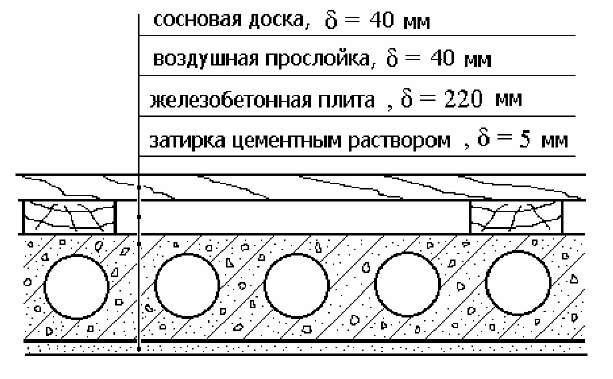 сосновая доска, δ = 40 мм
воздушная прослойка, δ = 40 мм
железобетонная плита , δ = 220 мм
затирка цементным раствором , δ = 5 мм